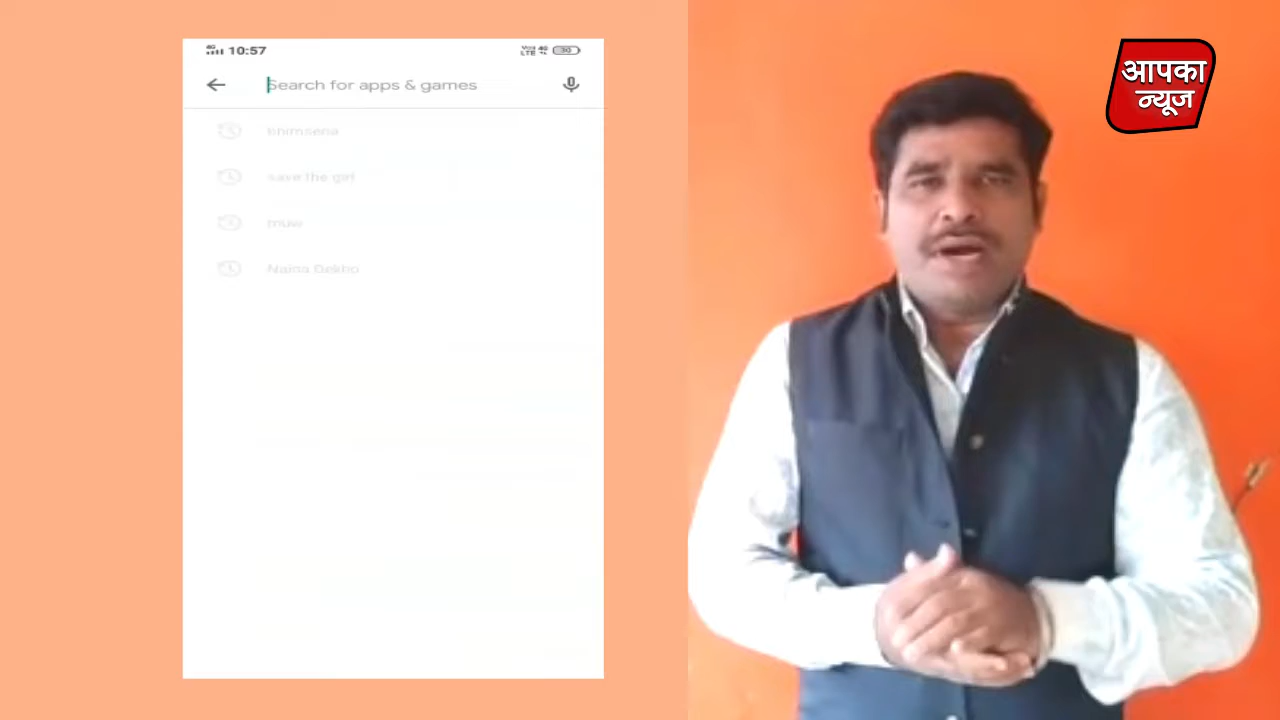 10:57
Search for apps & games
bhimsena
save the girl
muw
Naina Dekho
आपका
न्यूज